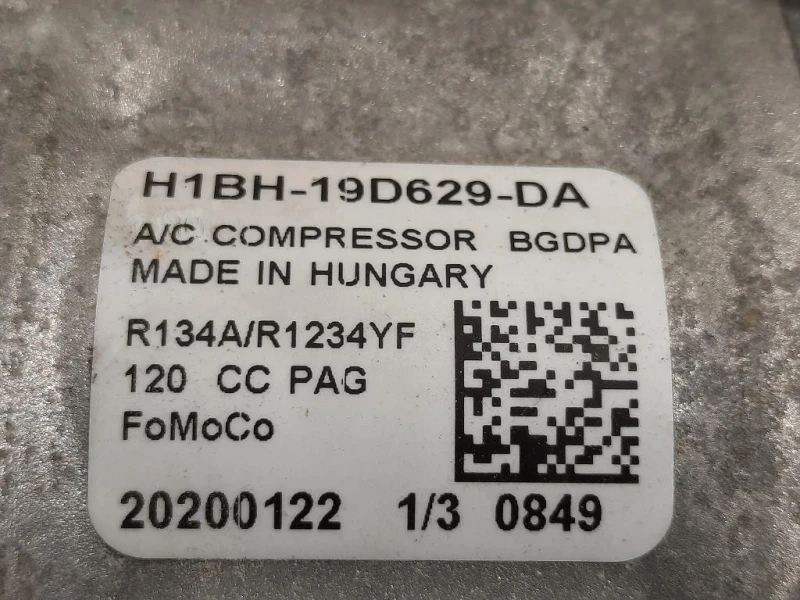 H1BH-19D629-DA
A/C COMPRESSOR BGDPA
MADE IN HUNGARY
R134A/R1234YF
120 CC PAG
FoMoCo
20200122 1/3 0849